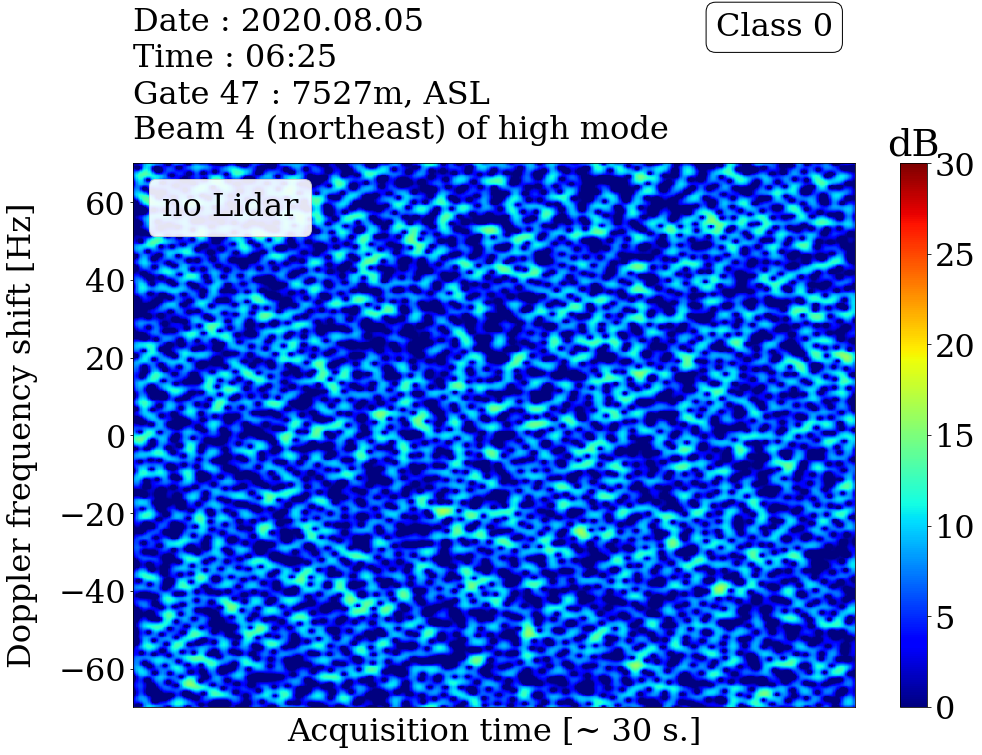 Date : 2020.08.05
Time : 06:25
Gate 47 : 7527m, ASL
Beam 4 (northeast) of high mode
Class 0
dB
no Lidar
Doppler frequency shift [Hz]
60
40
20
0
−20
−40
−60
30
25
20
15
10
5
0
Acquisition time [~ 30 s.]